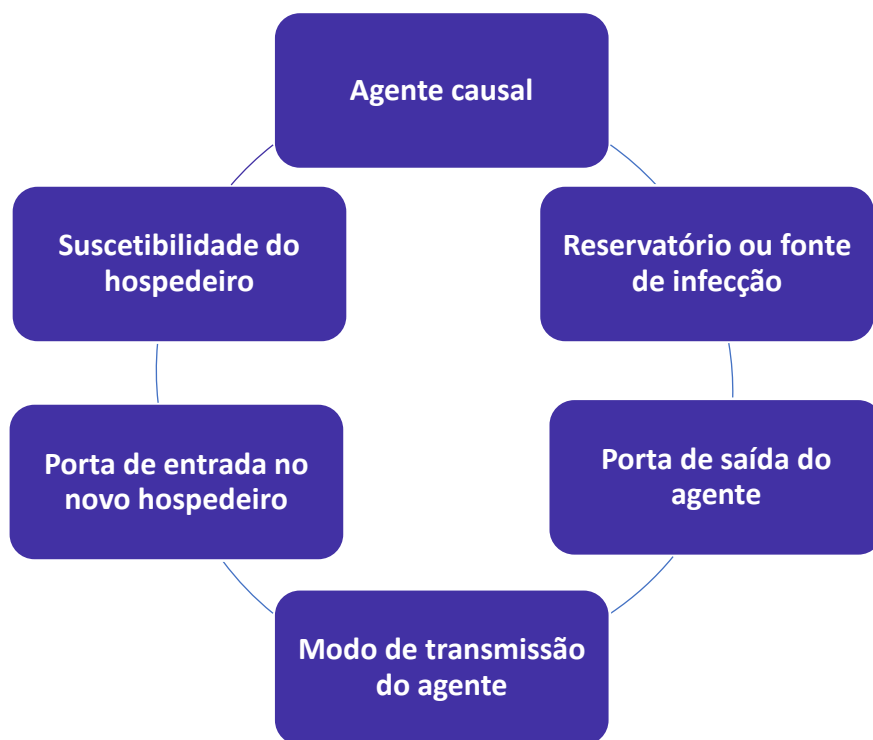 Agente causal
Suscetibilidade do
hospedeiro
Reservatório ou fonte
de infecção
Porta de entrada no
novo hospedeiro
Porta de saída do
agente
Modo de transmissão
do agente